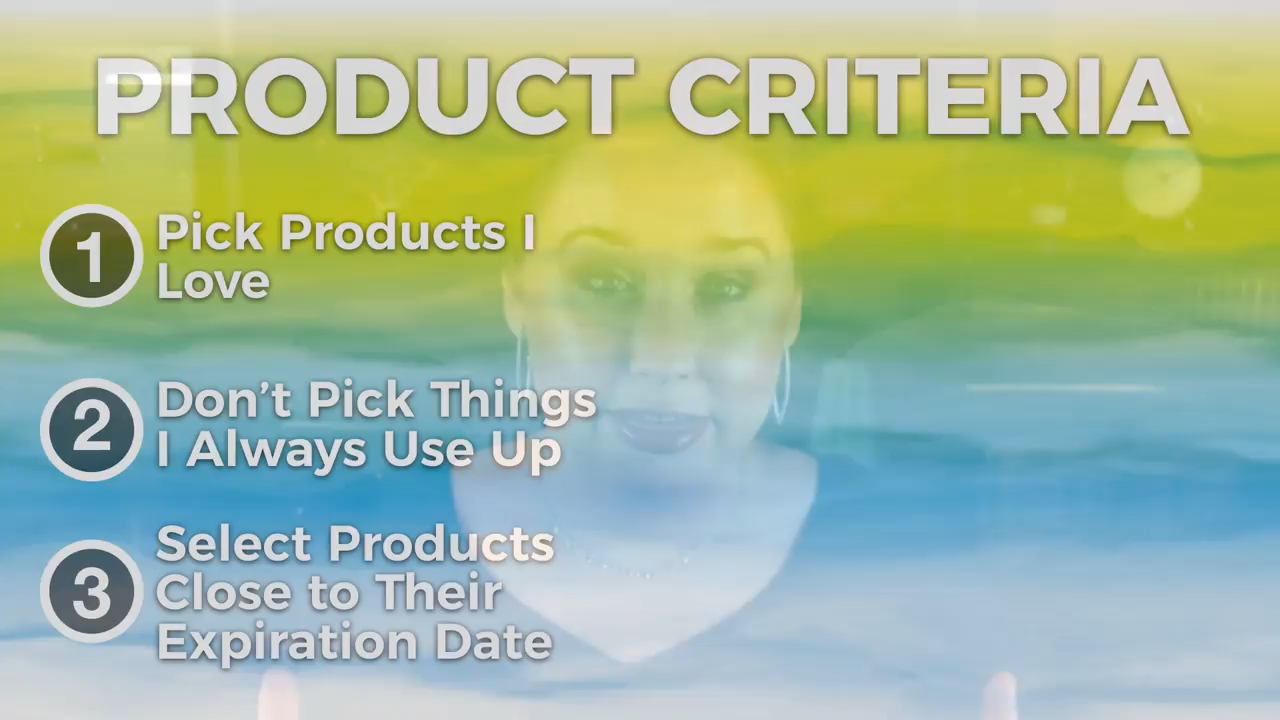 PRODUCT CRITERIA
1
Pick Products I
Love
2
Don’t Pick Things
I Always Use Up
3
Select Products
Close to Their
Expiration Date